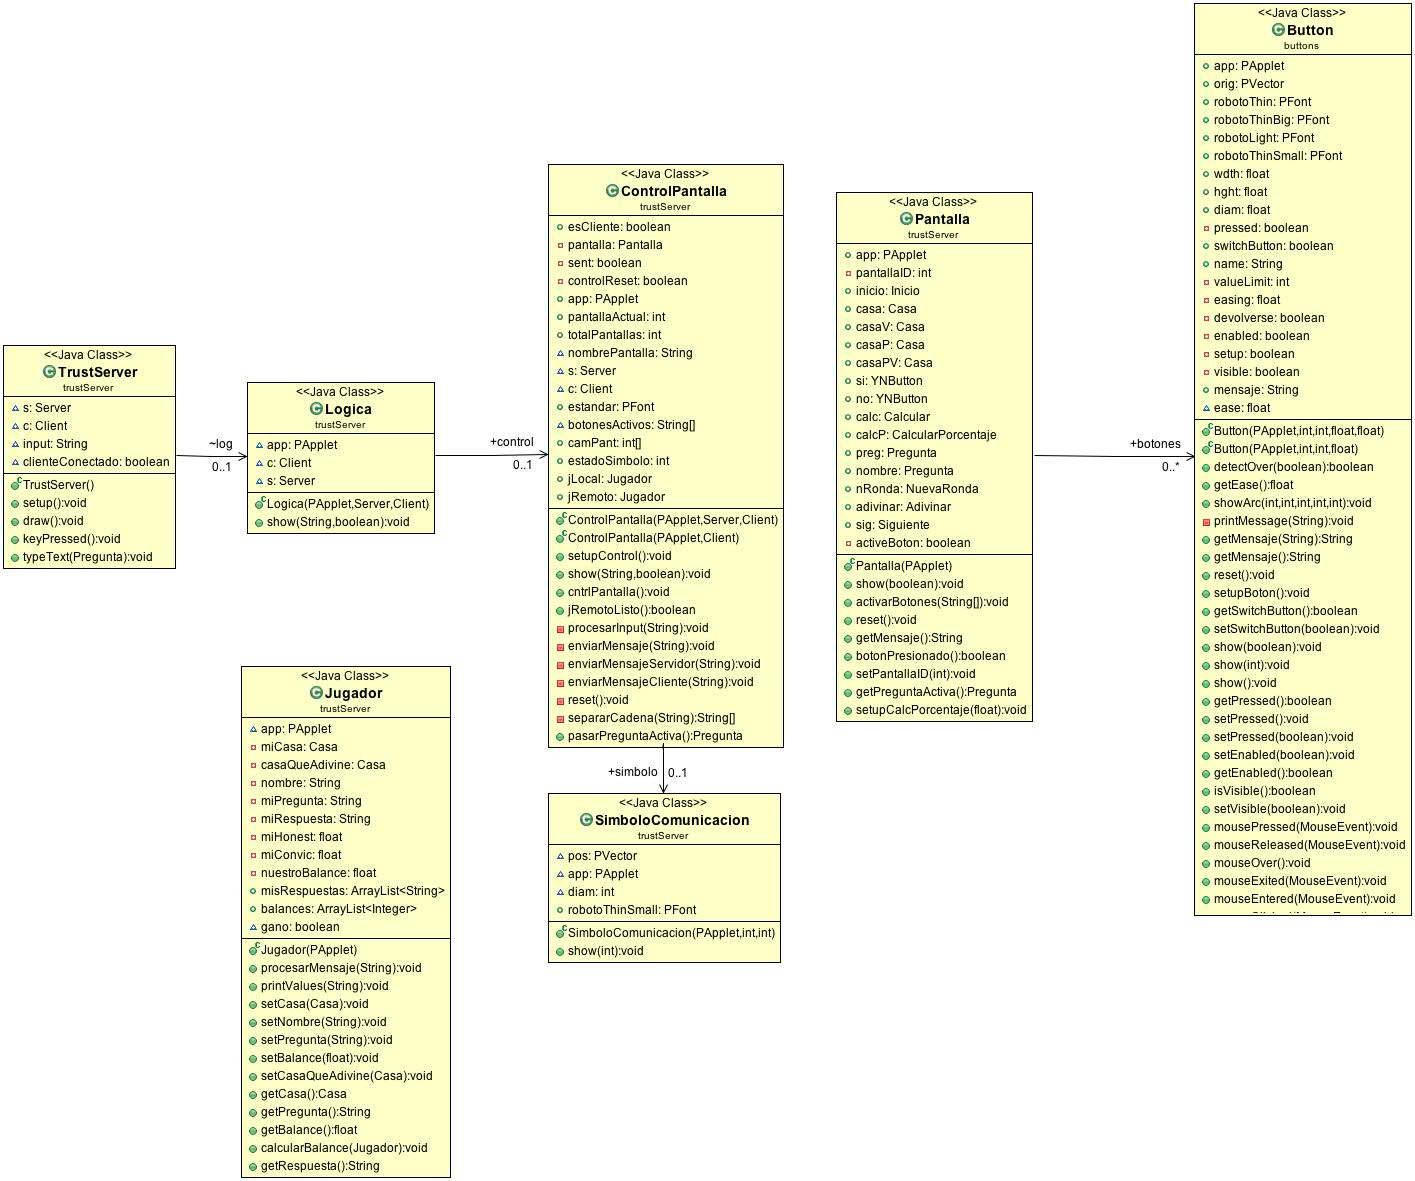 <<Java Class>>
TrustServer
trustServer
s: Server
c: Client
input: String
clienteConectado: boolean
TrustServer()
setup():void
draw():void
keyPressed():void
typeText(Pregunta):void
~log
0..1
<<Java Class>>
Logica
trustServer
app: PApplet
c: Client
s: Server
Logica(PApplet,Server,Client)
show(String,boolean):void
+control
0..1
<<Java Class>>
ControlPantalla
trustServer
esCliente: boolean
pantalla: Pantalla
sent: boolean
controlReset: boolean
app: PApplet
pantallaActual: int
totalPantallas: int
nombrePantalla: String
s: Server
c: Client
estandar: PFont
botonesActivos: String[]
camPant: int[]
estadoSimbolo: int
jLocal: Jugador
jRemoto: Jugador
ControlPantalla(PApplet,Server,Client)
ControlPantalla(PApplet,Client)
setupControl():void
show(String,boolean):void
cntrlPantalla():void
jRemotoListo():boolean
procesarInput(String):void
enviarMensaje(String):void
enviarMensajeServidor(String):void
enviarMensajeCliente(String):void
reset():void
separarCadena(String):String[]
pasarPreguntaActiva():Pregunta
+simbolo
0..1
<<Java Class>>
SimboloComunicacion
trustServer
pos: PVector
app: PApplet
diam: int
robotoThinSmall: PFont
SimboloComunicacion(PApplet,int,int)
show(int):void
<<Java Class>>
Jugador
trustServer
app: PApplet
miCasa: Casa
casaQueAdivine: Casa
nombre: String
miPregunta: String
miRespuesta: String
miHonest: float
miConvic: float
nuestroBalance: float
misRespuestas: ArrayList<String>
balances: ArrayList<Integer>
gano: boolean
Jugador(PApplet)
procesarMensaje(String):void
printValues(String):void
setCasa(Casa):void
setNombre(String):void
setPregunta(String):void
setBalance(float):void
setCasaQueAdivine(Casa):void
getCasa():Casa
getPregunta():String
getBalance():float
calcularBalance(Jugador):void
getRespuesta():String
<<Java Class>>
Pantalla
trustServer
app: PApplet
pantallaID: int
inicio: Inicio
casa: Casa
casaV: Casa
casaP: Casa
casaPV: Casa
si: YNButton
no: YNButton
calc: Calcular
calcP: CalcularPorcentaje
preg: Pregunta
nombre: Pregunta
nRonda: NuevaRonda
adivinar: Adivinar
sig: Siguiente
activeBoton: boolean
Pantalla(PApplet)
show(boolean):void
activarBotones(String[]):void
reset():void
getMensaje():String
botonPresionado():boolean
setPantallaID(int):void
getPreguntaActiva():Pregunta
setupCalcPorcentaje(float):void
+botones
0..*
<<Java Class>>
Button
buttons
app: PApplet
orig: PVector
robotoThin: PFont
robotoThinBig: PFont
robotoLight: PFont
robotoThinSmall: PFont
wdth: float
hght: float
diam: float
pressed: boolean
switchButton: boolean
name: String
valueLimit: int
easing: float
devolverse: boolean
enabled: boolean
setup: boolean
visible: boolean
mensaje: String
ease: float
Button(PApplet,int,int,float,float)
Button(PApplet,int,int,float)
detectOver(boolean):boolean
getEase():float
showArc(int,int,int,int,int):void
printMessage(String):void
getMensaje(String):String
getMensaje():String
reset():void
setupBoton():void
getSwitchButton():boolean
setSwitchButton(boolean):void
show(boolean):void
show(int):void
show():void
getPressed():boolean
setPressed():void
setPressed(boolean):void
setEnabled(boolean):void
getEnabled():boolean
isVisible():boolean
setVisible(boolean):void
mousePressed(MouseEvent):void
mouseReleased(MouseEvent):void
mouseOver():void
mouseExited(MouseEvent):void
mouseEntered(MouseEvent):void